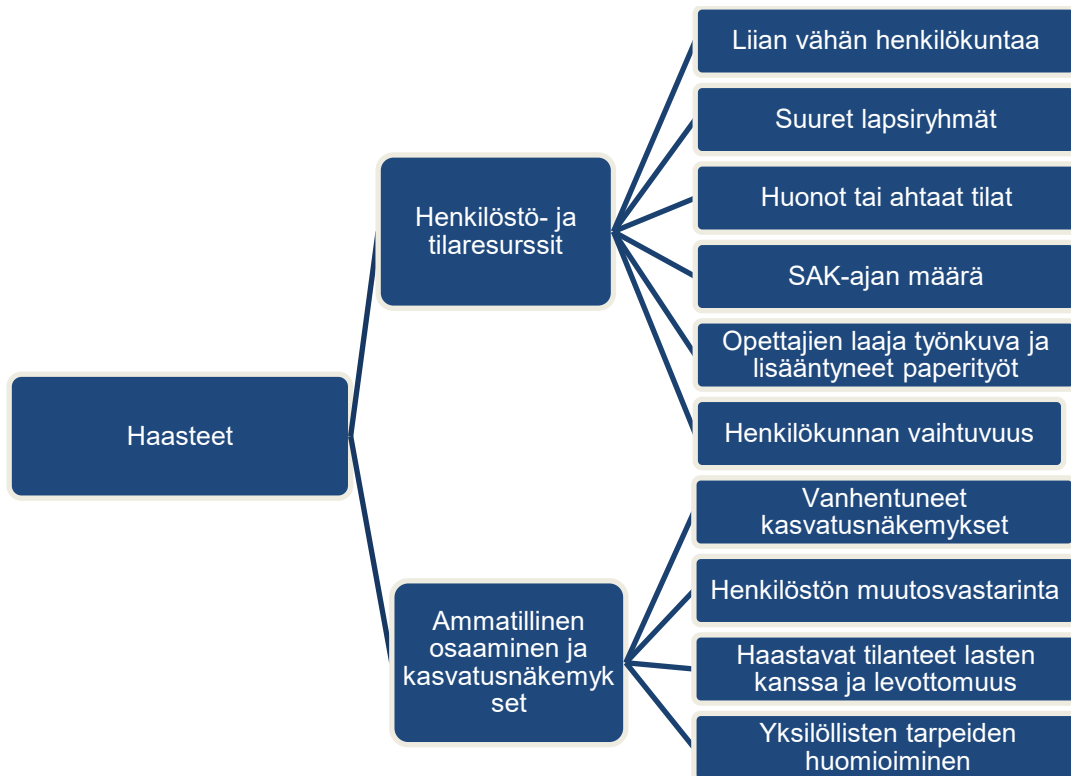 Haasteet
Henkilöstö- ja
tilaresurssit
Liian vähän henkilökuntaa
Suuret lapsiryhmät
Huonot tai ahtaat tilat
SAK-ajan määrä
Opettajien laaja työnkuva ja
lisääntyneet paperityöt
Henkilökunnan vaihtuvuus
Ammatillinen
osaaminen ja
kasvatusnäkemyk
set
Vanhentuneet
kasvatusnäkemykset
Henkilöstön muutosvastarinta
Haastavat tilanteet lasten
kanssa ja levottomuus
Yksilöllisten tarpeiden
huomioiminen